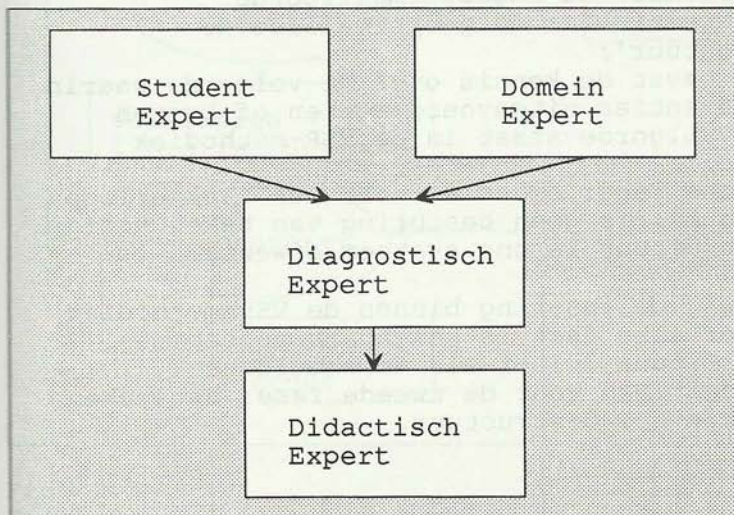 Student
Expert
Domein
Expert
Diagnostisch
Expert
Didactisch
Expert